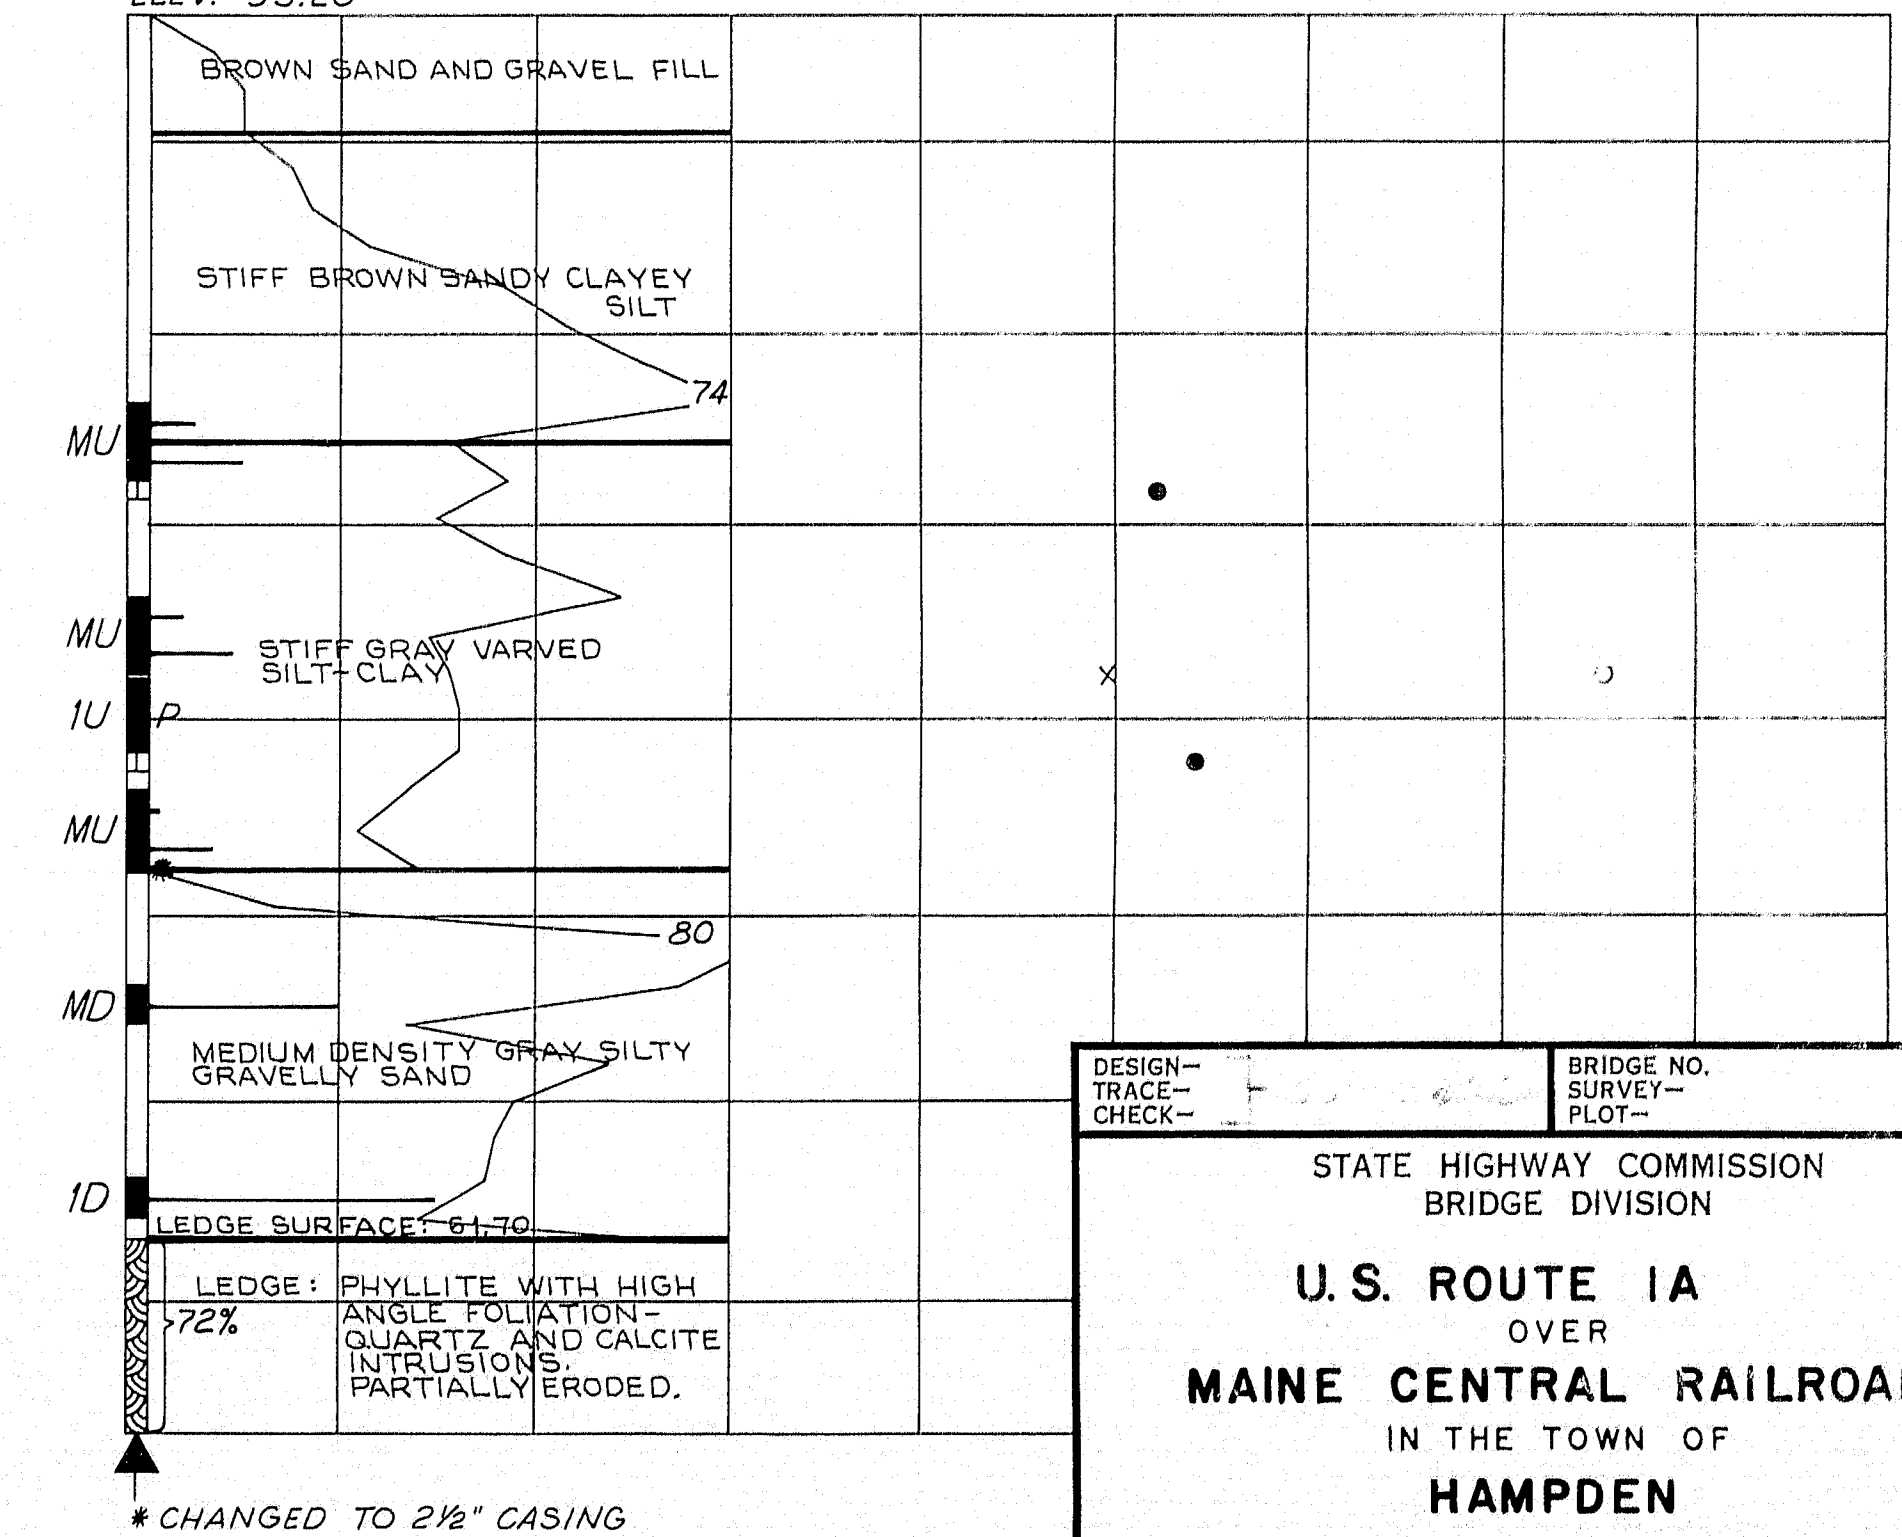 BROWN SAND AND GRAVEL FILL
STIFF BROWN SANDY CLAYEY
SILT
74
MU
MU
STIFF GRAY VARVED
SILT-CLAY
1U P
MU
*
80
MD
MEDIUM DENSITY GRAY SILTY
GRAVELLY SAND
1D
LEDGE SURFACE: 61.70
LEDGE: PHYLLITE WITH HIGH
ANGLE FOLIATION-
72%
QUARTZ AND CALCITE
INTRUSIONS.
PARTIALLY ERODED.
* CHANGED TO 2½" CASING
DESIGN-
TRACE-
CHECK-
BRIDGE NO.
SURVEY-
PLOT-
STATE HIGHWAY COMMISSION
BRIDGE DIVISION
U.S. ROUTE 1A
OVER
MAINE CENTRAL RAILROA
IN THE TOWN OF
HAMPDEN